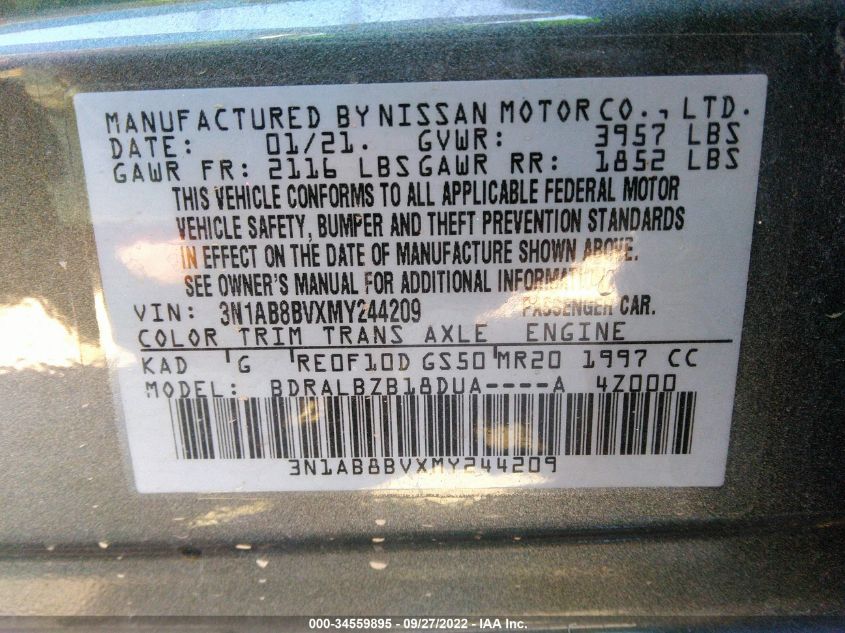 MANUFACTURED BY NISSAN MOTOR CO., LTD.
DATE: 01/21. GVWR: 3957 LBS
GAWR FR: 2116 LBS GAWR RR: 1852 LBS
THIS VEHICLE CONFORMS TO ALL APPLICABLE FEDERAL MOTOR
VEHICLE SAFETY, BUMPER AND THEFT PREVENTION STANDARDS
IN EFFECT ON THE DATE OF MANUFACTURE SHOWN ABOVE.
SEE OWNER'S MANUAL FOR ADDITIONAL INFORMATION.
VIN: 3N1AB8BVXMY244209 PASSENGER CAR.
COLOR TRIM TRANS AXLE ENGINE
KAD G RE0F10D GS50 MR20 1997 CC
MODEL: BDRALBZB18DUA----A 4Z000
3N1AB8BVXMY244209
000-34559895 - 09/27/2022 - IAA Inc.